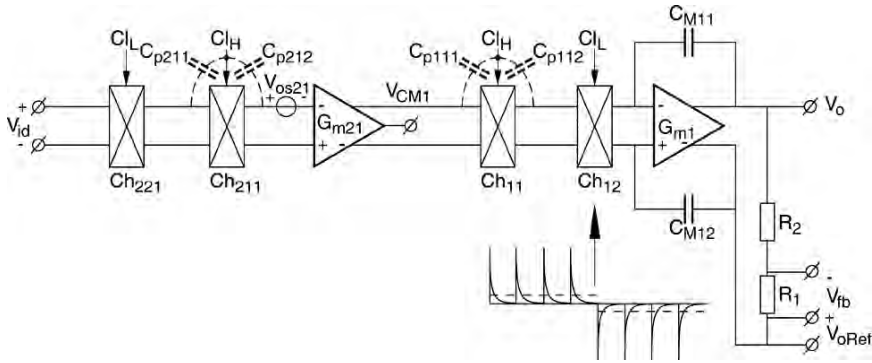 Cl_L
C_p211
Cl_H
C_p212
C_p111
Cl_H
C_p112
Cl_L
C_M11
V_os21
+ -
V_CM1
+
V_id
-
-
G_m21
+ -
-
G_m1
+ -
V_o
Ch_221
Ch_211
Ch_11
Ch_12
C_M12
R_2
-
R_1
V_fb
+
V_oRef